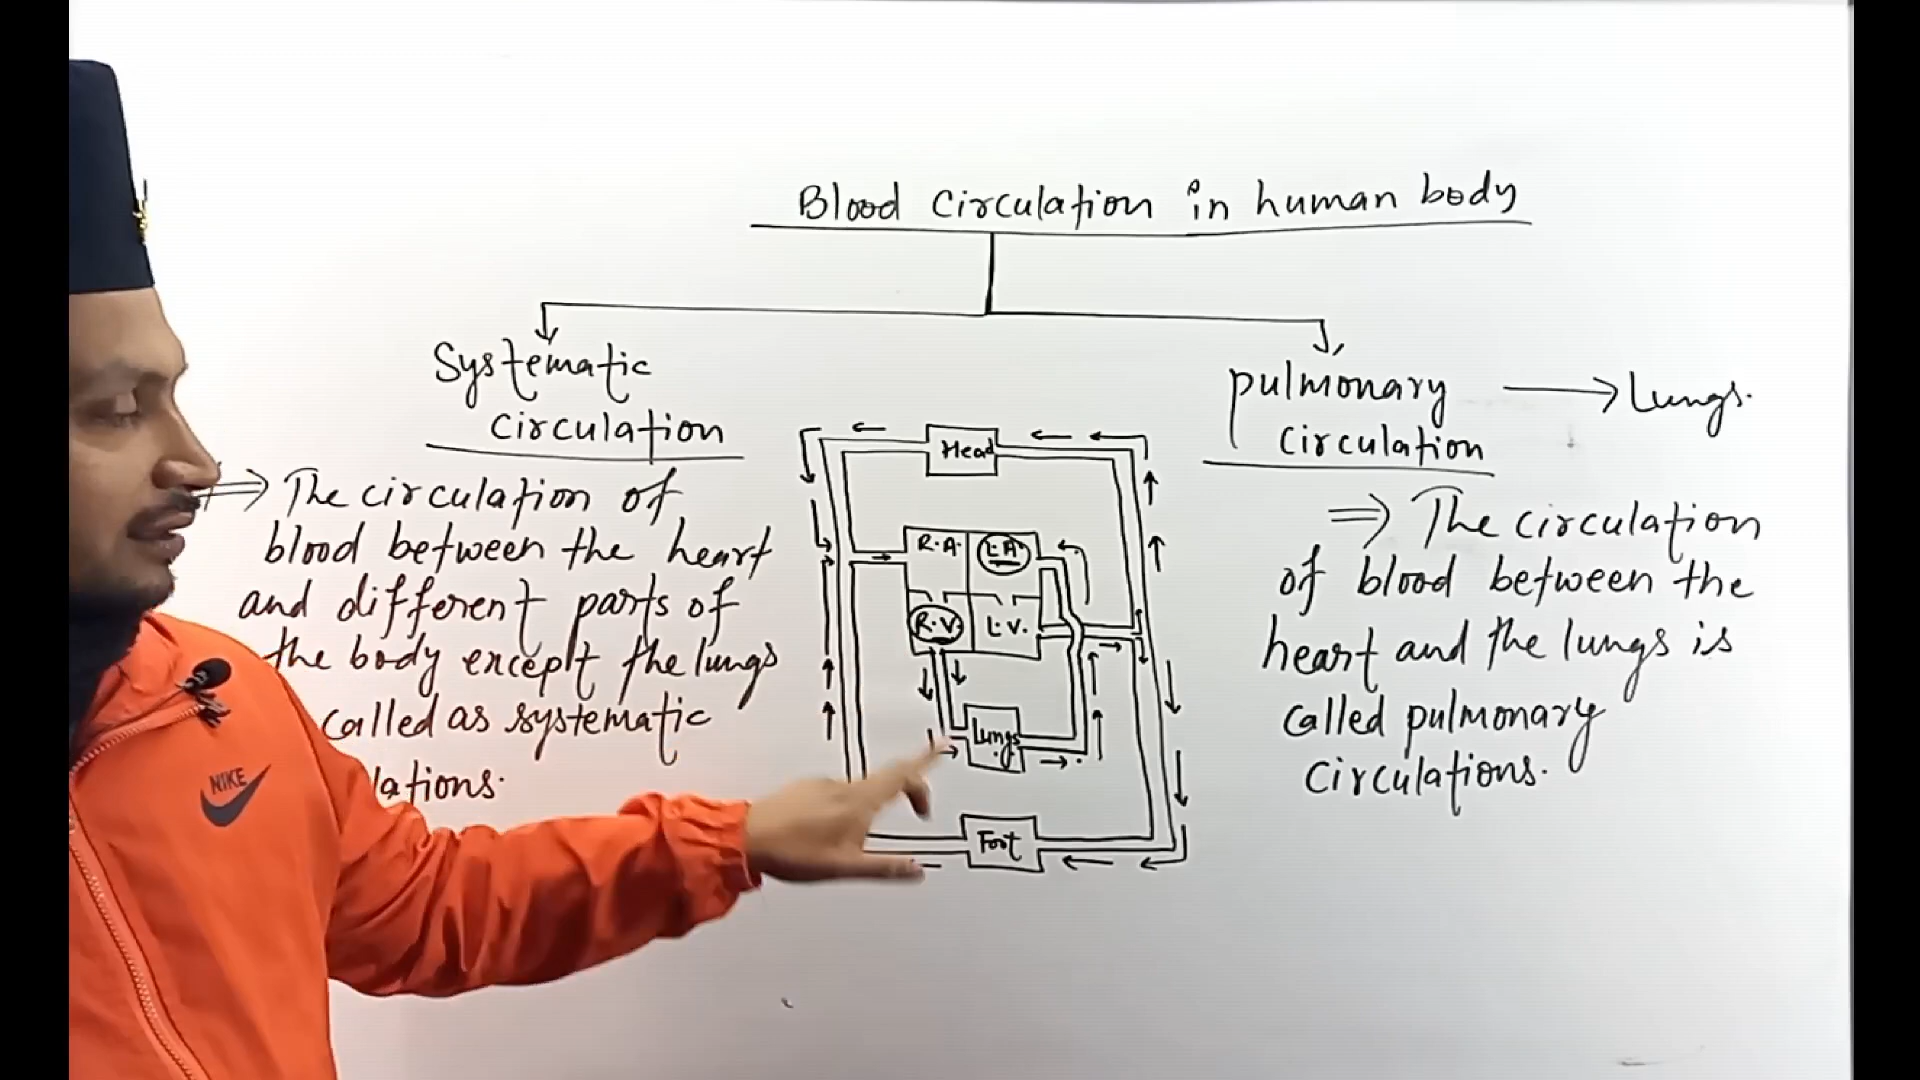 Blood Circulation in human body
Systematic
circulation
⇒ The circulation of
blood between the heart
and different parts of
the body except the lungs
called as systematic
lations.
pulmonary → Lungs.
circulation
⇒ The circulation
of blood between the
heart and the lungs is
called pulmonary
circulations.
Head
R.A. L.A.
R.V. L.V.
Lungs
Foot
NIKE